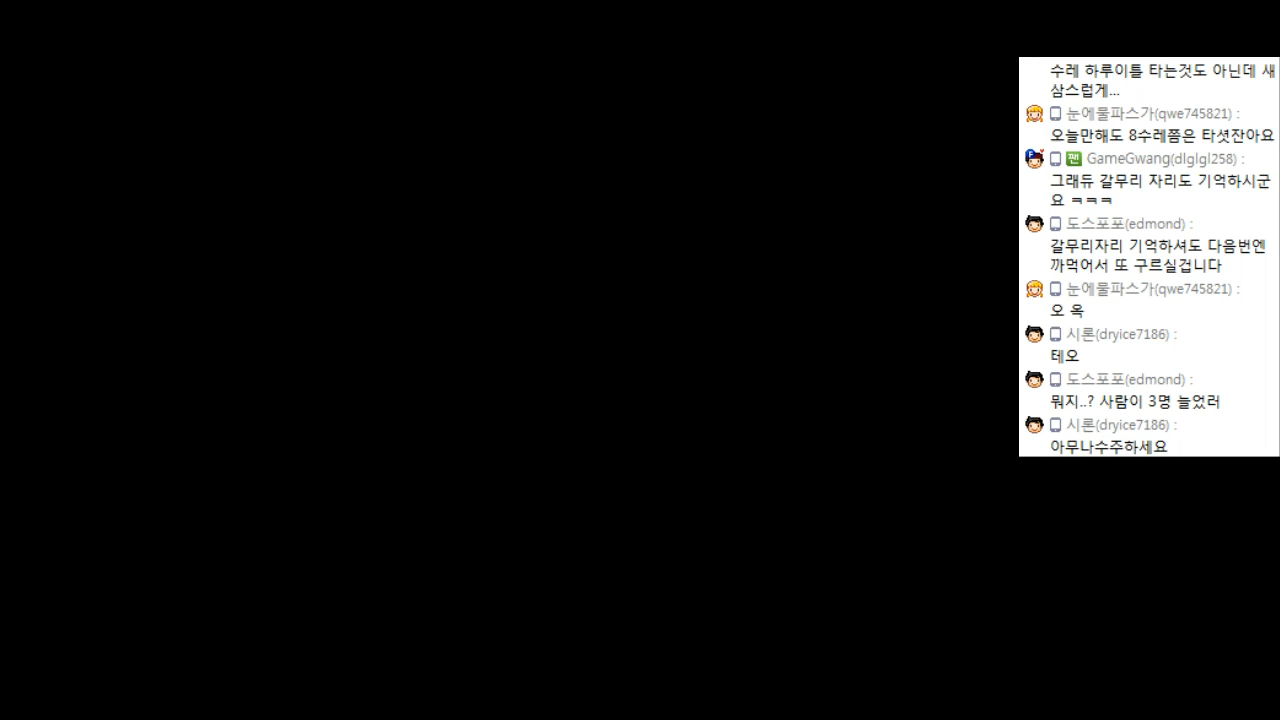 수레 하루이틀 타는것도 아닌데 새
삼스럽게...
눈에물파스가(qwe745821) :
오늘만해도 8수레쯤은 타셧잔아요
팬 GameGwang(dlglgl258) :
그래듀 갈무리 자리도 기억하시군
요 ㅋㅋㅋ
도스포포(edmond) :
갈무리자리 기억하셔도 다음번엔
까먹어서 또 구르실겁니다
눈에물파스가(qwe745821) :
오 옥
시론(dryice7186) :
테오
도스포포(edmond) :
뭐지..? 사람이 3명 늘었러
시론(dryice7186) :
아무나수주하세요